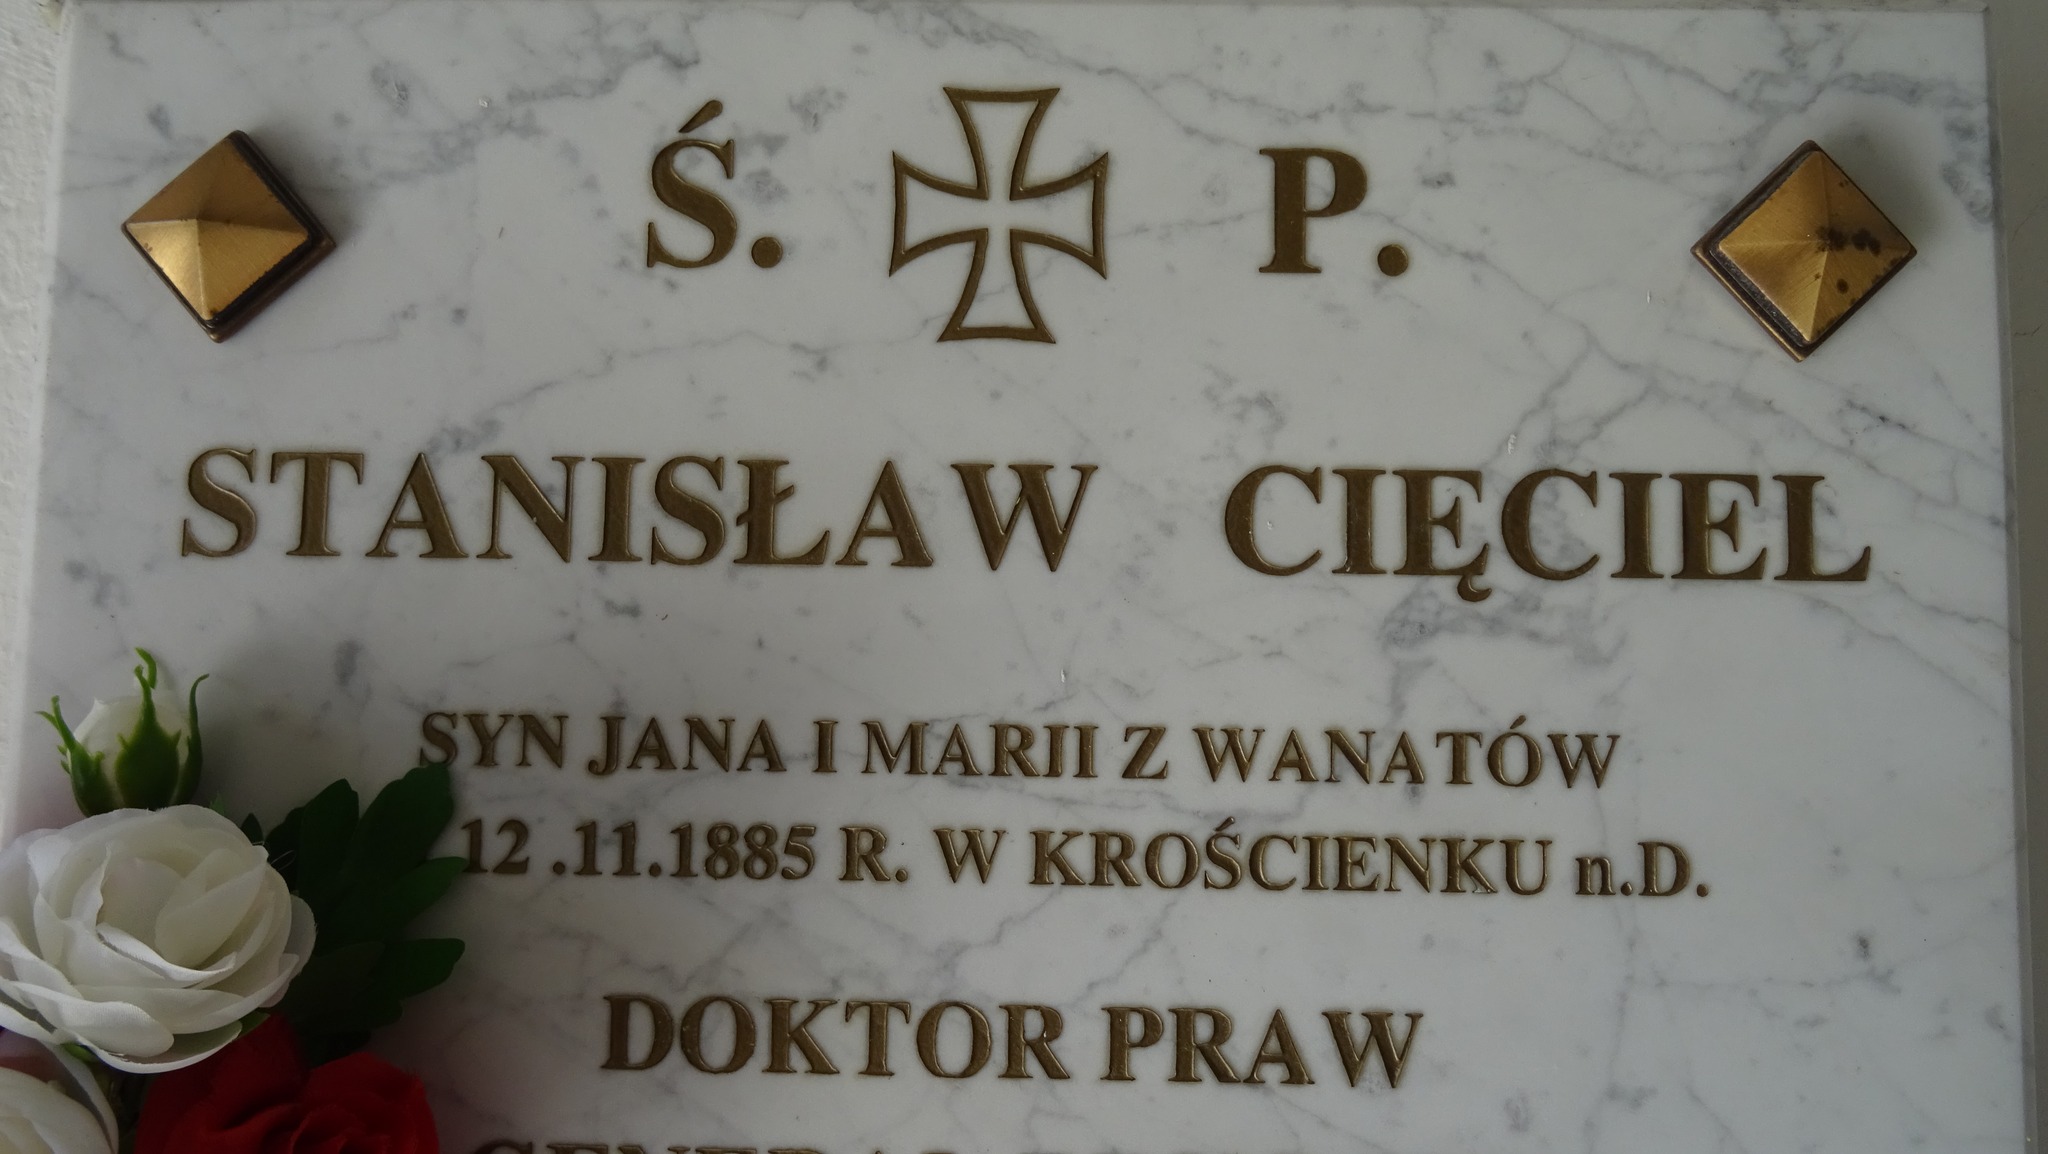 Ś. P.
STANISŁAW CIĘCIEL
SYN JANA I MARJI Z WANATÓW
12 .11.1885 R. W KROŚCIENKU n.D.
DOKTOR PRAW